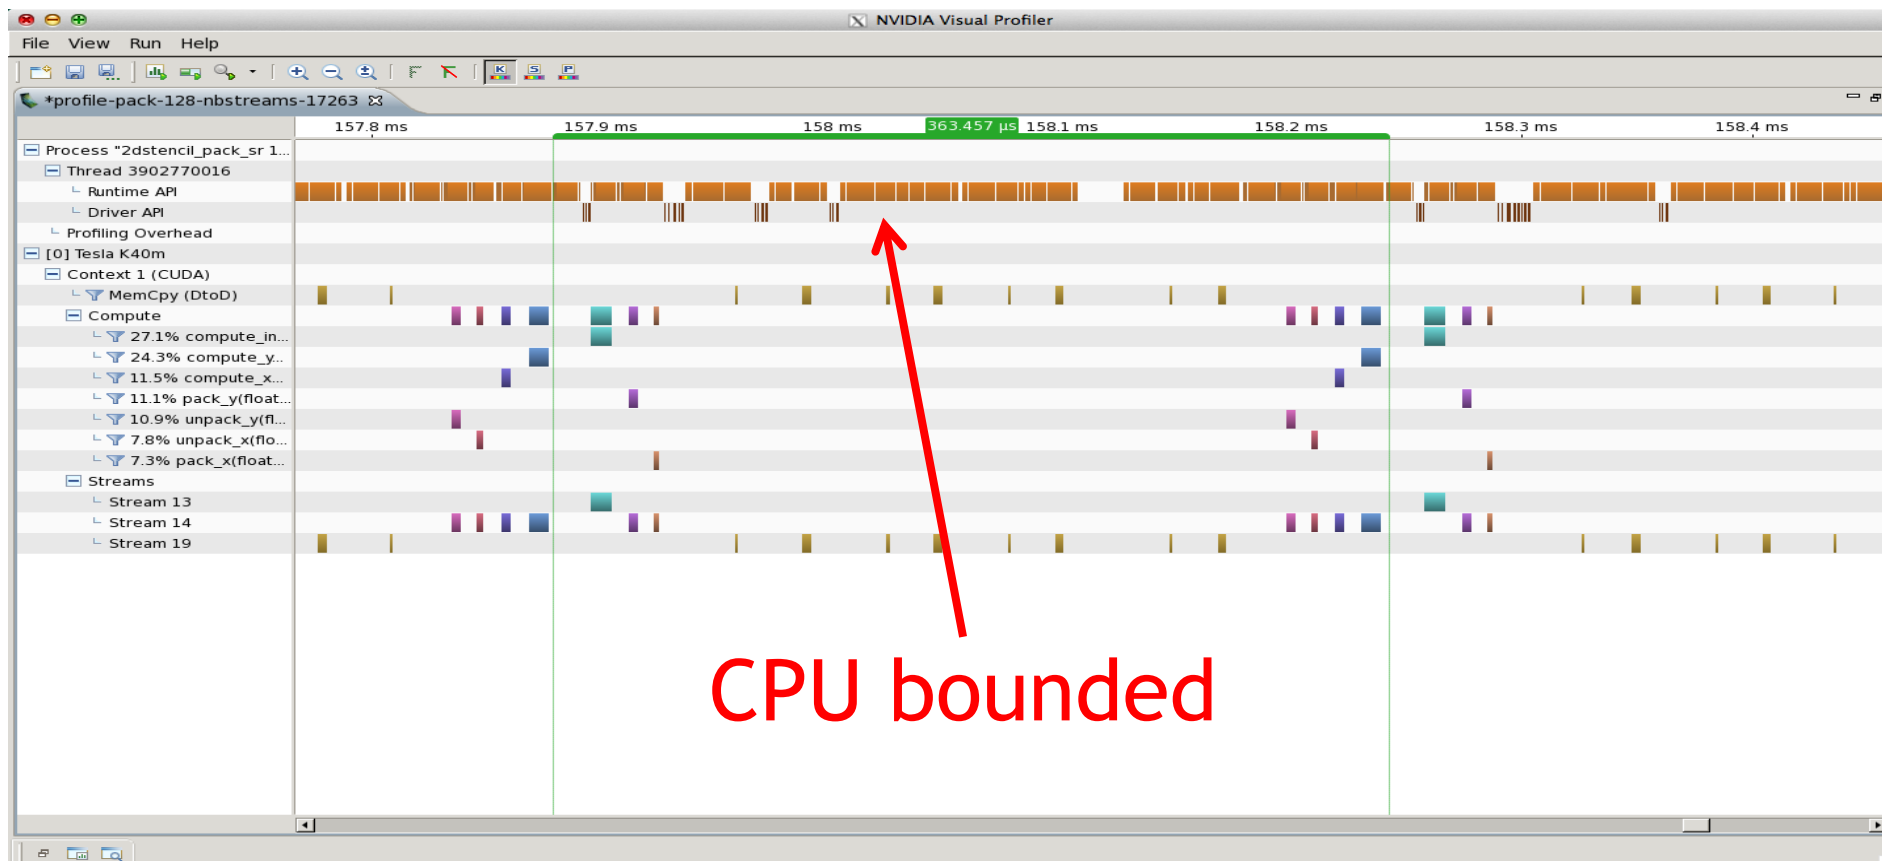 NVIDIA Visual Profiler
File View Run Help
*profile-pack-128-nbstreams-17263
157.8 ms 157.9 ms 158 ms 363.457 µs 158.1 ms 158.2 ms 158.3 ms 158.4 ms
Process "2dstencil_pack_sr 1...
Thread 3902770016
Runtime API
Driver API
Profiling Overhead
[0] Tesla K40m
Context 1 (CUDA)
MemCpy (DtoD)
Compute
27.1% compute_in...
24.3% compute_y...
11.5% compute_x...
11.1% pack_y(float...
10.9% unpack_y(fl...
7.8% unpack_x(flo...
7.3% pack_x(float...
Streams
Stream 13
Stream 14
Stream 19
CPU bounded